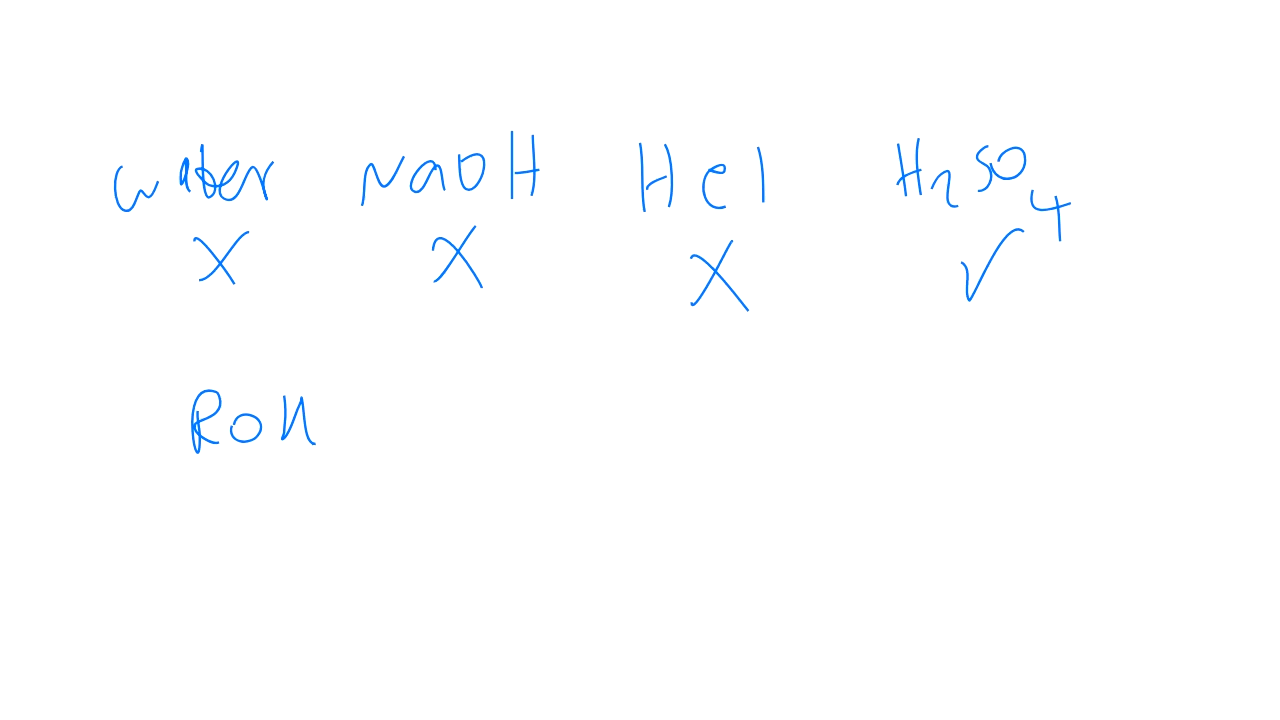 water NaOH HCl H2SO4
X X X ✓
ROH